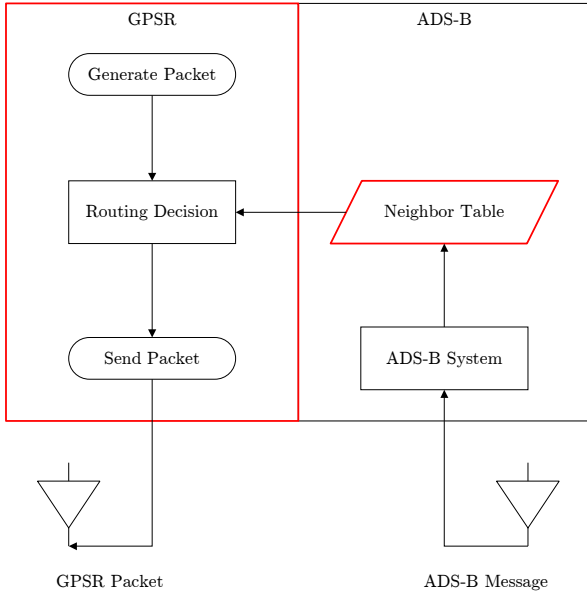 GPSR
ADS-B
Generate Packet
Routing Decision
Neighbor Table
Send Packet
ADS-B System
GPSR Packet
ADS-B Message